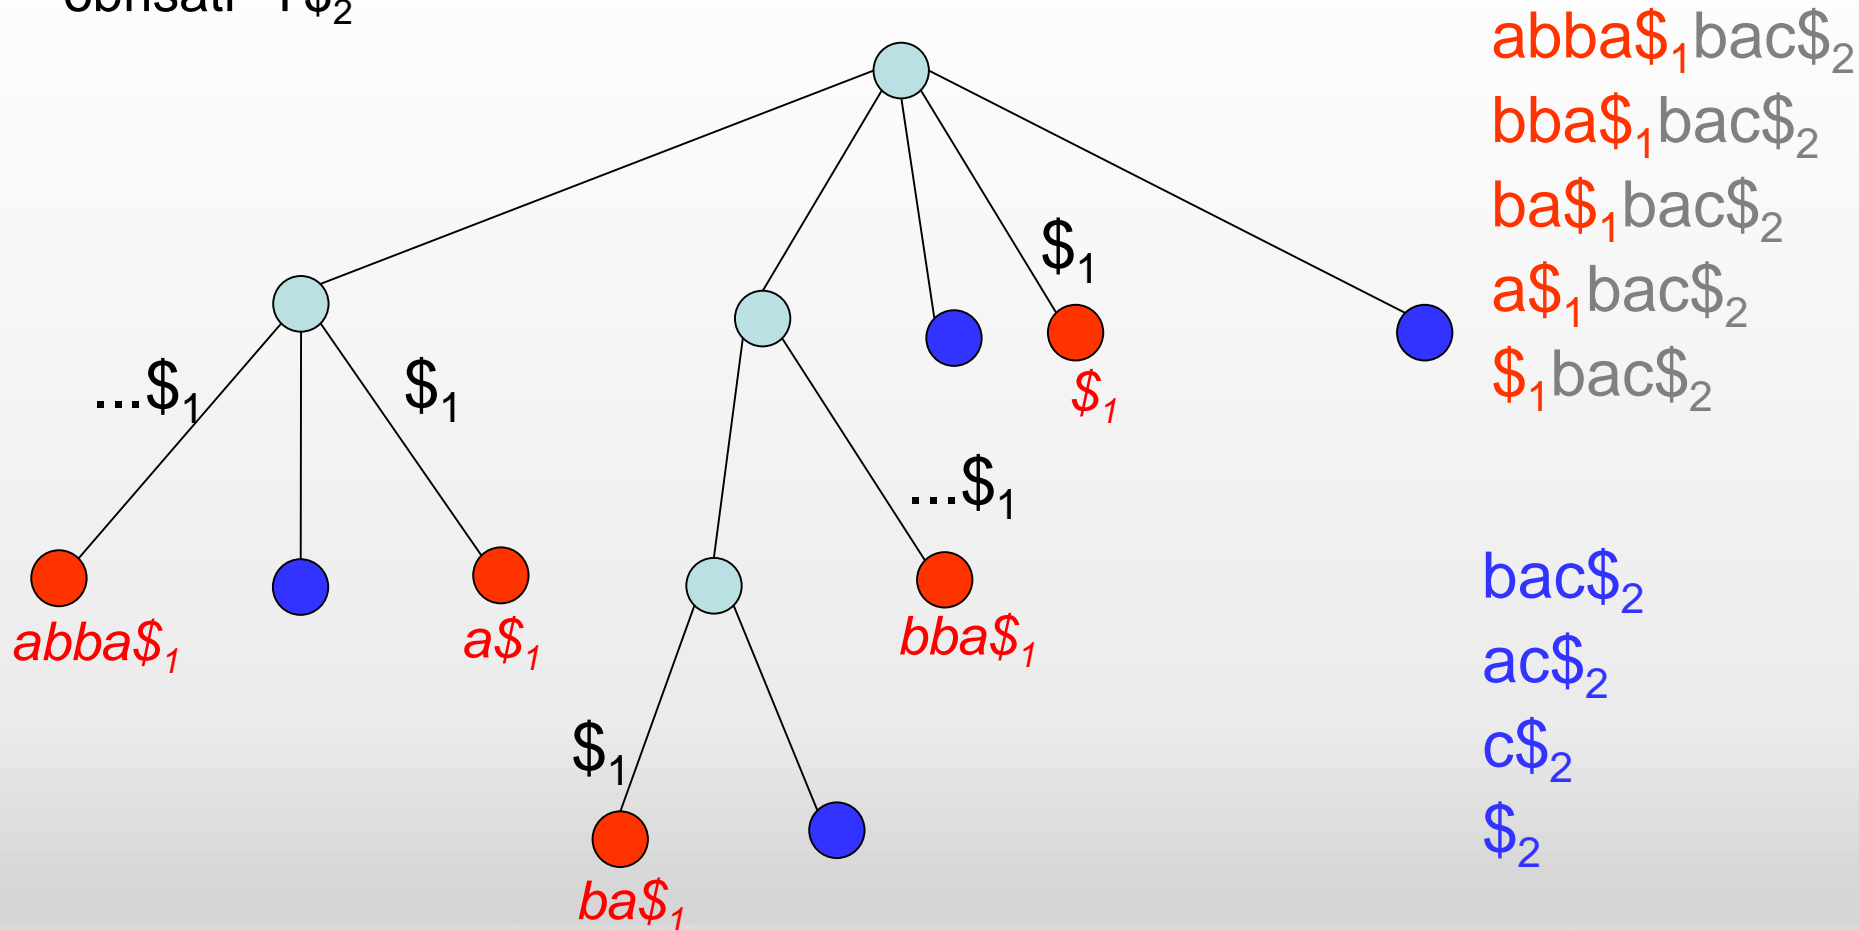 $₂
abba$₁bac$₂
bba$₁bac$₂
ba$₁bac$₂
a$₁bac$₂
$₁bac$₂
$₁
$₁
...$₁
$₁
...$₁
abba$₁
a$₁
bba$₁
$₁
ba$₁
bac$₂
ac$₂
c$₂
$₂